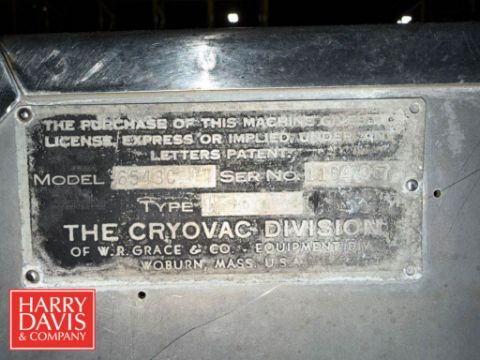 THE PURCHASE OF THIS MACHINE
LICENSE, EXPRESS OR IMPLIED, UNDER ANY
LETTERS PATENT.
MODEL 6543C SER NO.
TYPE
THE CRYOVAC DIVISION
OF W. R. GRACE & CO. - EQUIPMENT DIV.
WOBURN, MASS. U.S.A.
HARRY
DAVIS
& COMPANY